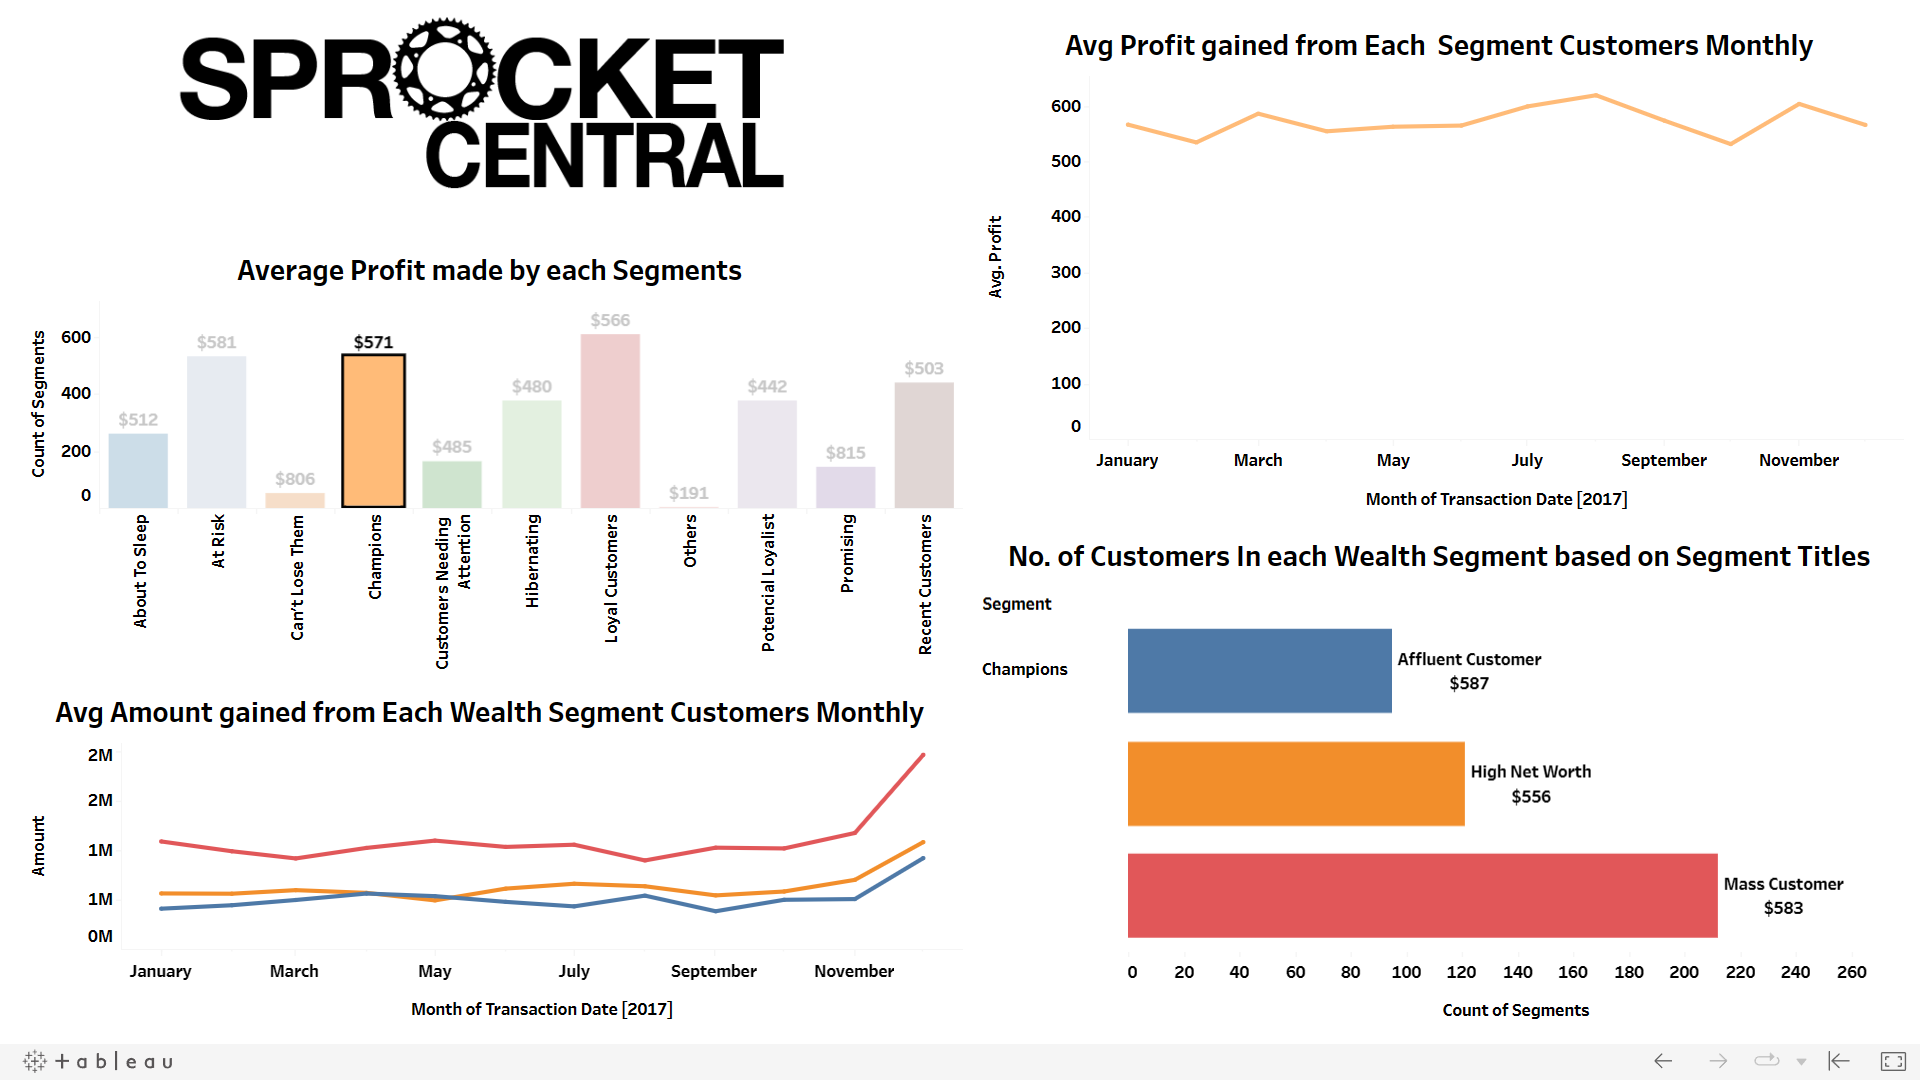 SPROCKET
CENTRAL
Average Profit made by each Segments
Count of Segments
600
400
200
0
$512
$581
$806
$571
$485
$480
$566
$191
$442
$815
$503
About To Sleep
At Risk
Can't Lose Them
Champions
Customers Needing
Attention
Hibernating
Loyal Customers
Others
Potencial Loyalist
Promising
Recent Customers
Avg Amount gained from Each Wealth Segment Customers Monthly
Amount
2M
2M
1M
1M
0M
January March May July September November
Month of Transaction Date [2017]
Avg Profit gained from Each Segment Customers Monthly
Avg. Profit
600
500
400
300
200
100
0
January March May July September November
Month of Transaction Date [2017]
No. of Customers In each Wealth Segment based on Segment Titles
Segment
Champions
Affluent Customer
$587
High Net Worth
$556
Mass Customer
$583
0 20 40 60 80 100 120 140 160 180 200 220 240 260
Count of Segments
+ableau